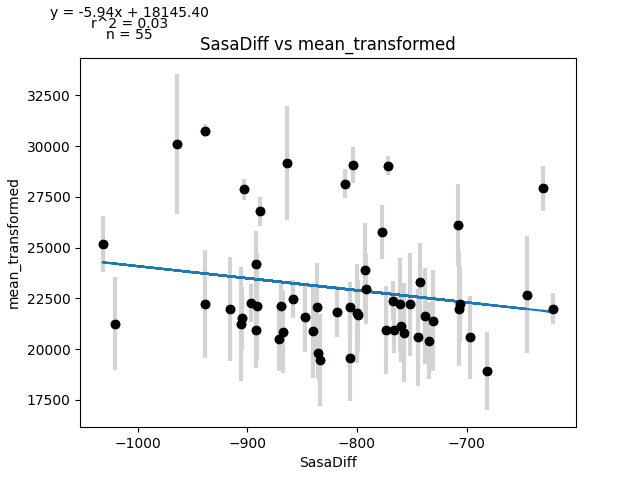 y = -5.94x + 18145.40
r^2 = 0.03
n = 55
SasaDiff vs mean_transformed
32500
30000
27500
25000
22500
20000
17500
mean_transformed
−1000
−900
−800
−700
SasaDiff